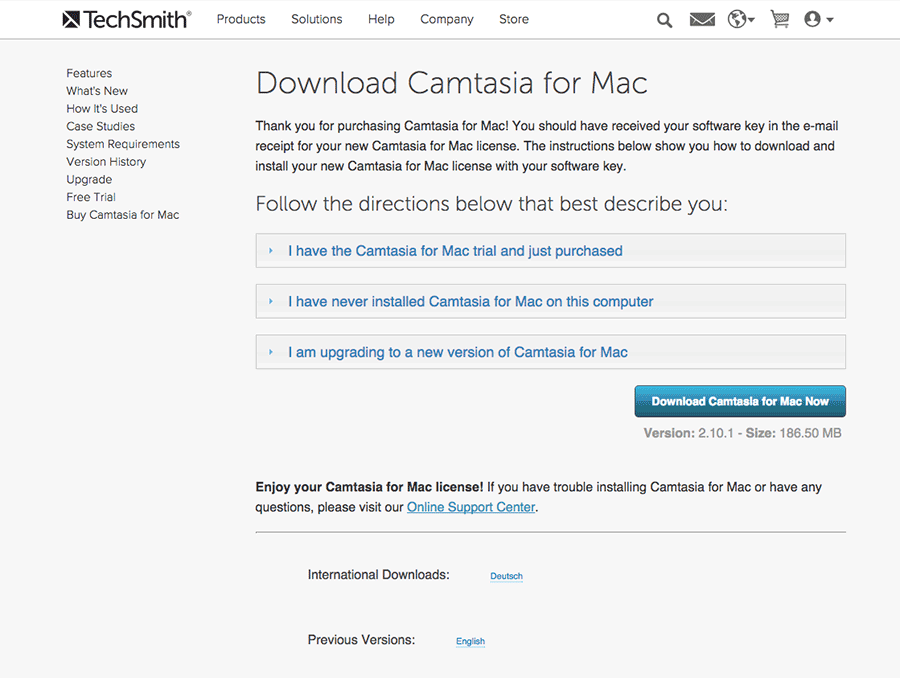 TechSmith®
Products Solutions Help Company Store
Features
What's New
How It's Used
Case Studies
System Requirements
Version History
Upgrade
Free Trial
Buy Camtasia for Mac
Download Camtasia for Mac
Thank you for purchasing Camtasia for Mac! You should have received your software key in the e-mail
receipt for your new Camtasia for Mac license. The instructions below show you how to download and
install your new Camtasia for Mac license with your software key.
Follow the directions below that best describe you:
I have the Camtasia for Mac trial and just purchased
I have never installed Camtasia for Mac on this computer
I am upgrading to a new version of Camtasia for Mac
Download Camtasia for Mac Now
Version: 2.10.1 - Size: 186.50 MB
Enjoy your Camtasia for Mac license! If you have trouble installing Camtasia for Mac or have any
questions, please visit our Online Support Center.
International Downloads: Deutsch
Previous Versions: English